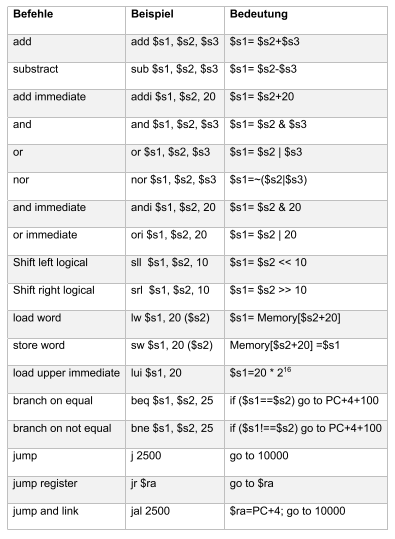 Befehle Beispiel Bedeutung
add add $s1, $s2, $s3 $s1= $s2+$s3
substract sub $s1, $s2, $s3 $s1= $s2-$s3
add immediate addi $s1, $s2, 20 $s1= $s2+20
and and $s1, $s2, $s3 $s1= $s2 & $s3
or or $s1, $s2, $s3 $s1= $s2 | $s3
nor nor $s1, $s2, $s3 $s1=~($s2|$s3)
and immediate andi $s1, $s2, 20 $s1= $s2 & 20
or immediate ori $s1, $s2, 20 $s1= $s2 | 20
Shift left logical sll $s1, $s2, 10 $s1= $s2 << 10
Shift right logical srl $s1, $s2, 10 $s1= $s2 >> 10
load word lw $s1, 20 ($s2) $s1= Memory[$s2+20]
store word sw $s1, 20 ($s2) Memory[$s2+20] =$s1
load upper immediate lui $s1, 20 $s1=20 * 2¹⁶
branch on equal beq $s1, $s2, 25 if ($s1==$s2) go to PC+4+100
branch on not equal bne $s1, $s2, 25 if ($s1!==$s2) go to PC+4+100
jump j 2500 go to 10000
jump register jr $ra go to $ra
jump and link jal 2500 $ra=PC+4; go to 10000